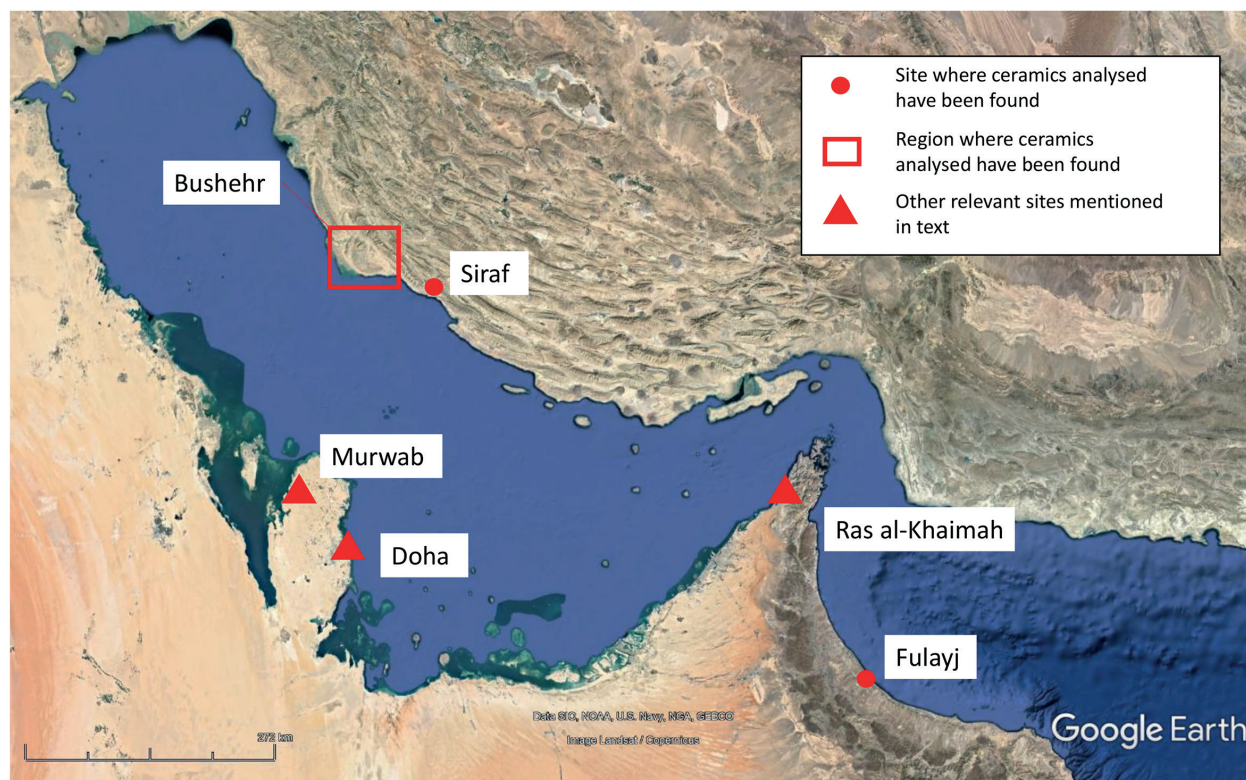 Site where ceramics analysed
have been found
Region where ceramics
analysed have been found
Other relevant sites mentioned
in text
Bushehr
Siraf
Murwab
Doha
Ras al-Khaimah
Fulayj
Data SIO, NOAA, U.S. Navy, NGA, GEBCO
Image Landsat / Copernicus
272 km
Google Earth